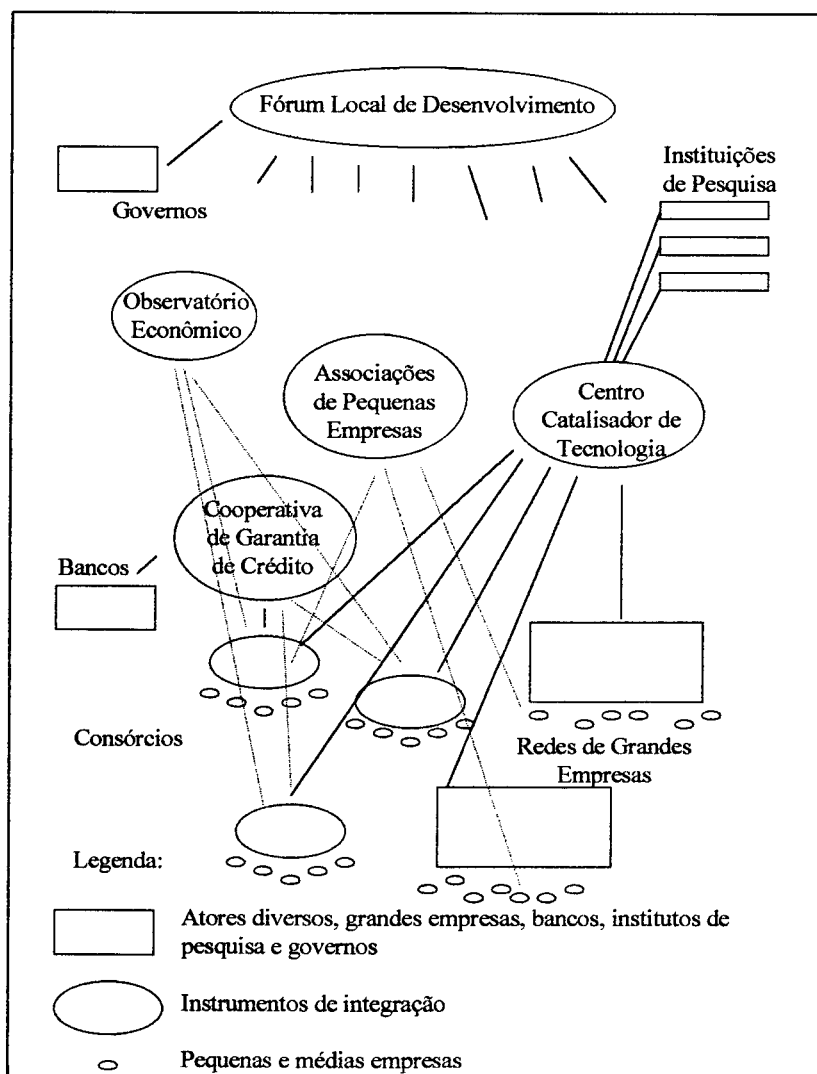 Fórum Local de Desenvolvimento
Instituições
de Pesquisa
Governos
Observatório
Econômico
Associações
de Pequenas
Empresas
Centro
Catalisador de
Tecnologia
Cooperativa
de Garantia
de Crédito
Bancos
Consórcios
Redes de Grandes
Empresas
Legenda:
Atores diversos, grandes empresas, bancos, institutos de
pesquisa e governos
Instrumentos de integração
Pequenas e médias empresas